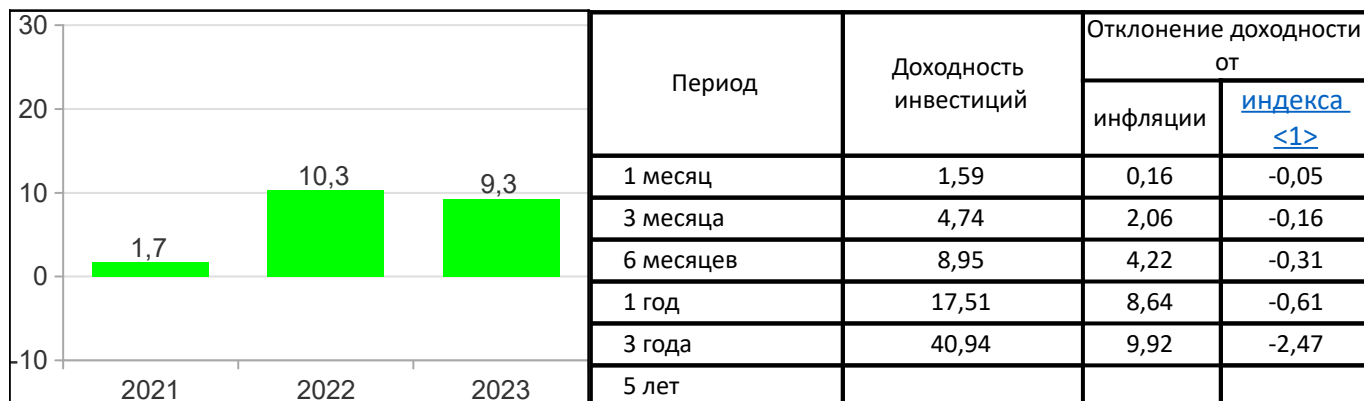 30
20
10
0
-10
1,7
10,3
9,3
2021 2022 2023
Период
Доходность
инвестиций
Отклонение доходности
от
инфляции
индекса
<1>
1 месяц 1,59 0,16 -0,05
3 месяца 4,74 2,06 -0,16
6 месяцев 8,95 4,22 -0,31
1 год 17,51 8,64 -0,61
3 года 40,94 9,92 -2,47
5 лет